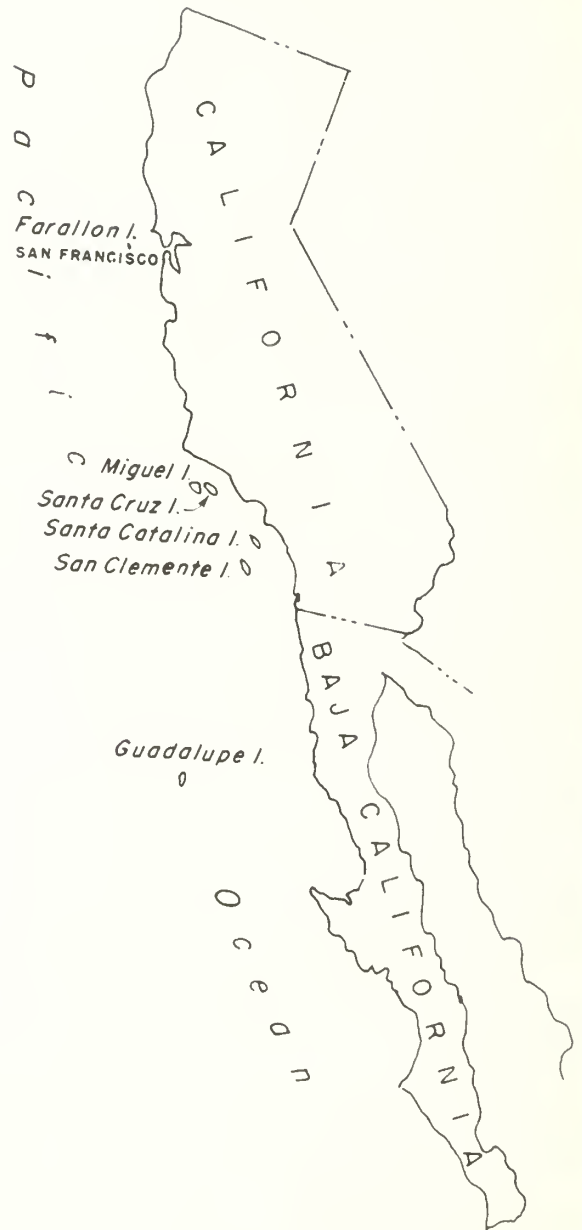 CALIFORNIA
Pacific
Farallon I.
SAN FRANCISCO
Miguel I.
Santa Cruz I.
Santa Catalina I.
San Clemente I.
BAJA CALIFORNIA
Guadalupe I.
Ocean